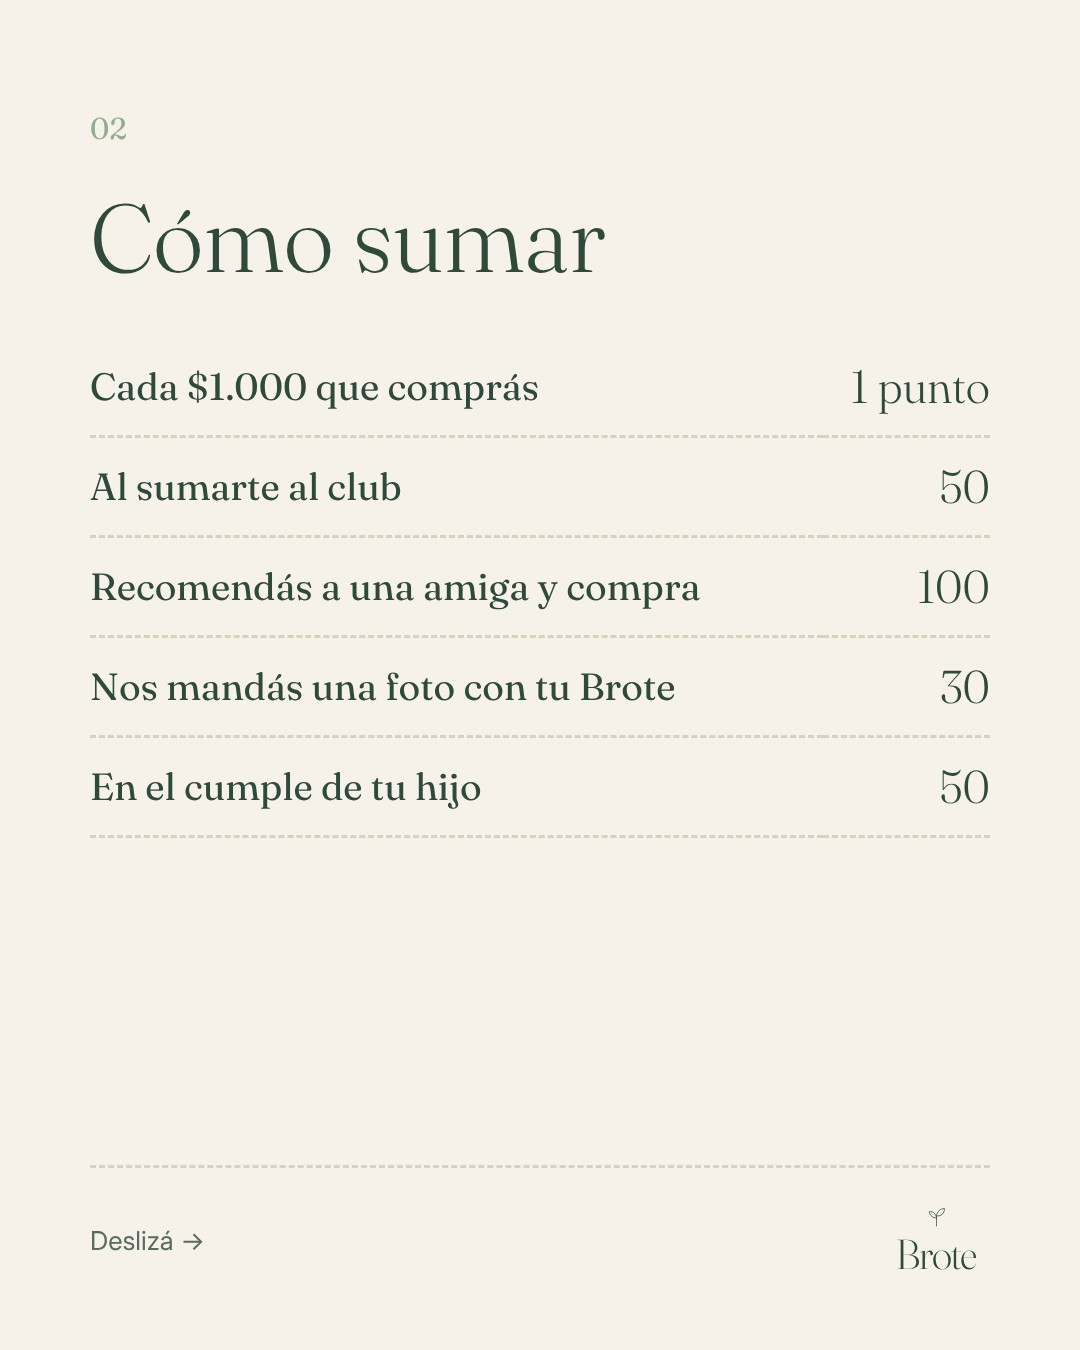 02
Cómo sumar
Cada $1.000 que comprás 1 punto
Al sumarte al club 50
Recomendás a una amiga y compra 100
Nos mandás una foto con tu Brote 30
En el cumple de tu hijo 50
Deslizá →
Brote